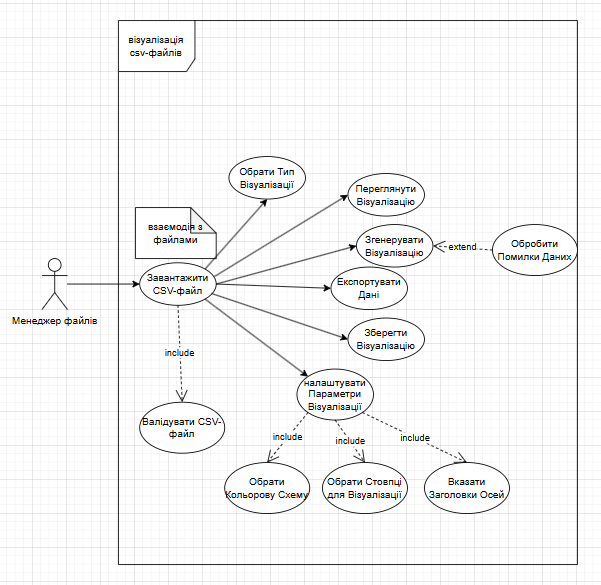 візуалізація
csv-файлів
Обрати Тип
Візуалізації
Переглянути
Візуалізацію
взаємодія з
файлами
Згенерувати
Візуалізацію
extend
Обробити
Помилки Даних
Менеджер файлів
Завантажити
CSV-файл
Експортувати
Дані
Зберегти
Візуалізацію
include
налаштувати
Параметри
Візуалізації
Валідувати CSV-
файл
include
include
include
Обрати
Кольорову Схему
Обрати Стовпці
для Візуалізації
Вказати
Заголовки Осей